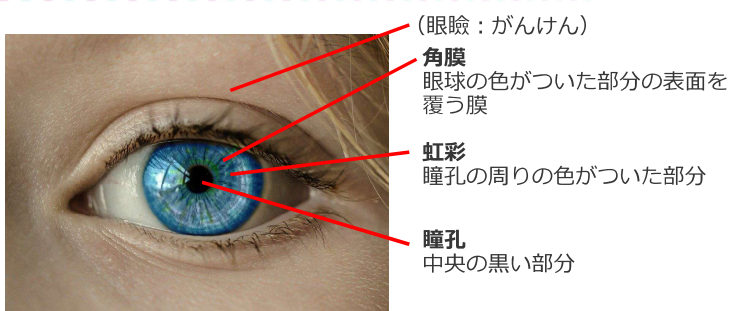 （眼瞼：がんけん）
角膜
眼球の色がついた部分の表面を
覆う膜
虹彩
瞳孔の周りの色がついた部分
瞳孔
中央の黒い部分